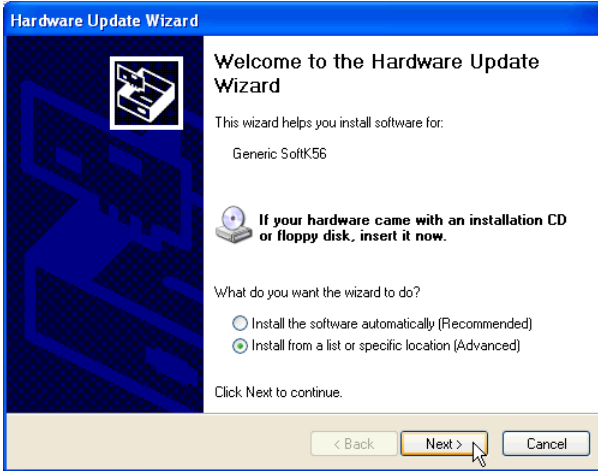 Hardware Update Wizard
Welcome to the Hardware Update
Wizard
This wizard helps you install software for:
Generic SoftK56
If your hardware came with an installation CD
or floppy disk, insert it now.
What do you want the wizard to do?
Install the software automatically (Recommended)
Install from a list or specific location (Advanced)
Click Next to continue.
< Back
Next >
Cancel